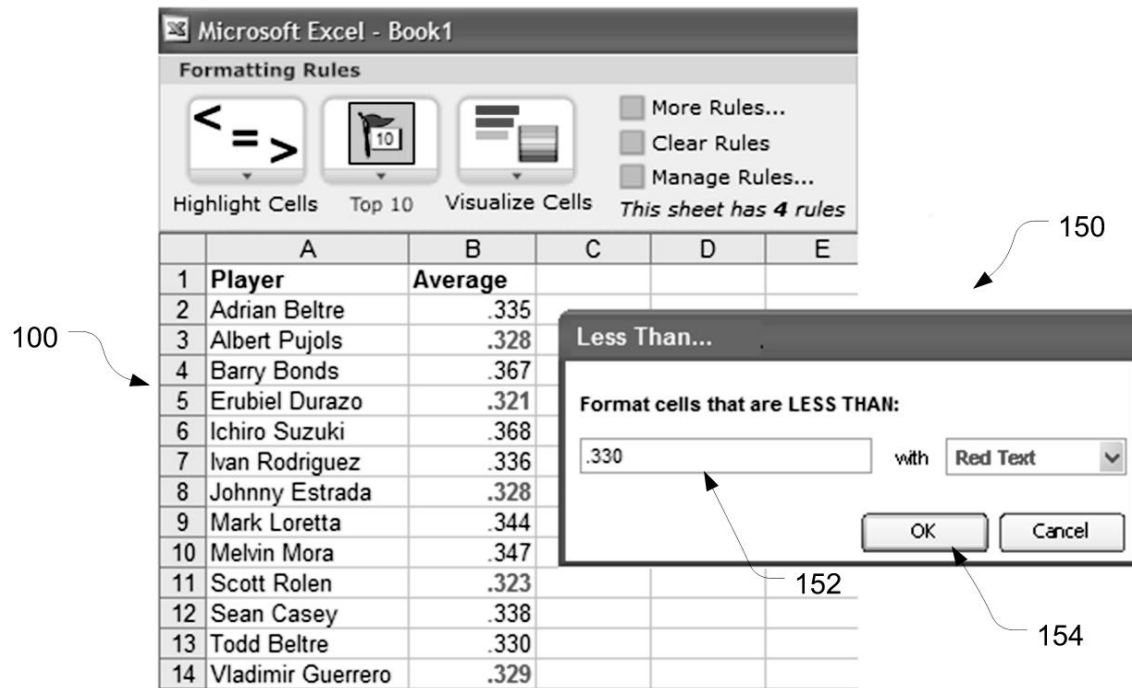 Microsoft Excel - Book1
Formatting Rules
< = >
10
More Rules...
Clear Rules
Manage Rules...
Highlight Cells Top 10 Visualize Cells This sheet has 4 rules
A B C D E
1 Player Average
2 Adrian Beltre .335
3 Albert Pujols .328
4 Barry Bonds .367
5 Erubiel Durazo .321
6 Ichiro Suzuki .368
7 Ivan Rodriguez .336
8 Johnny Estrada .328
9 Mark Loretta .344
10 Melvin Mora .347
11 Scott Rolen .323
12 Sean Casey .338
13 Todd Beltre .330
14 Vladimir Guerrero .329
100
150
Less Than...
Format cells that are LESS THAN:
.330 with Red Text
OK Cancel
152
154